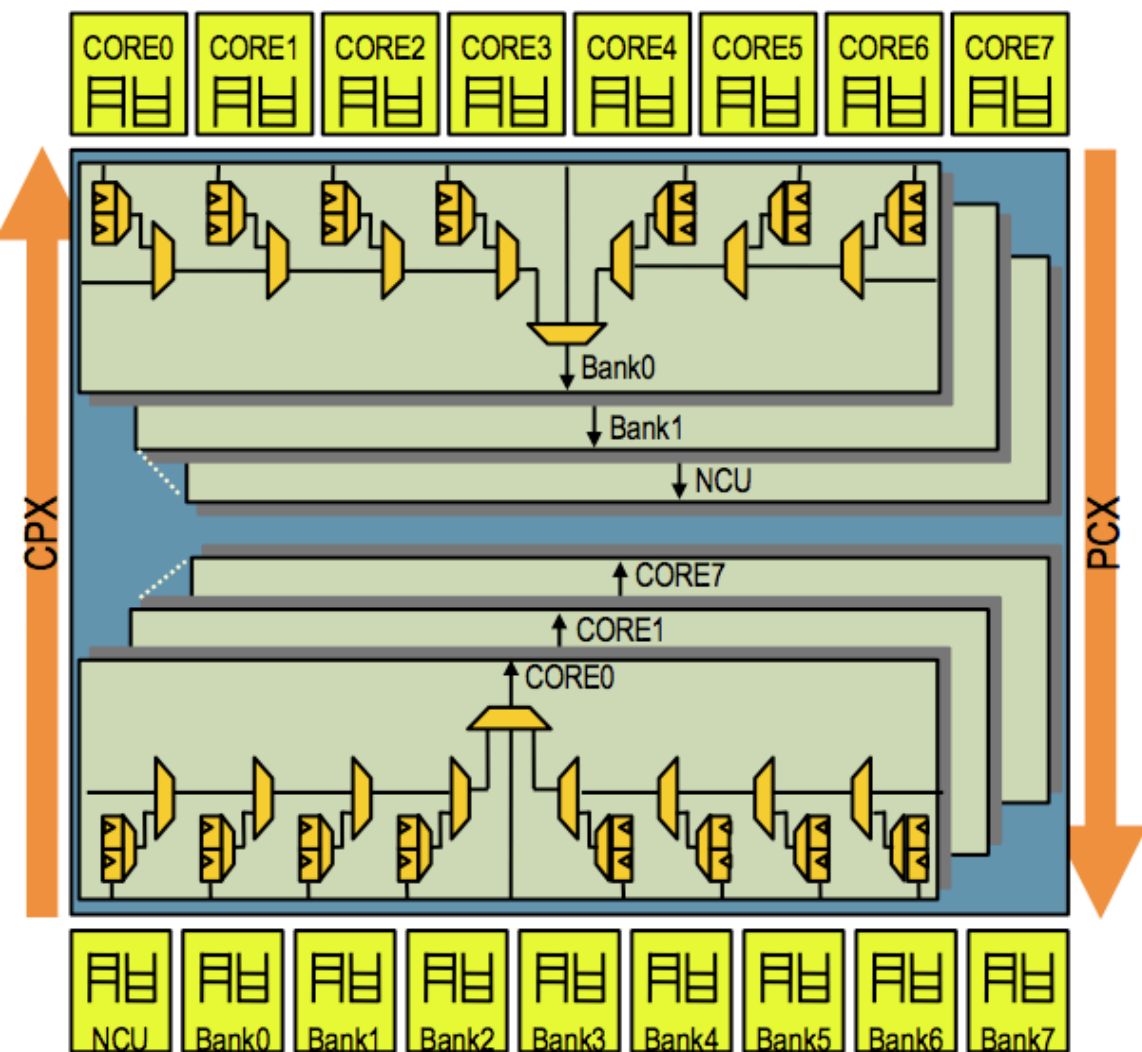 CORE0 CORE1 CORE2 CORE3 CORE4 CORE5 CORE6 CORE7
Bank0
Bank1
NCU
CPX
PCX
CORE7
CORE1
CORE0
NCU Bank0 Bank1 Bank2 Bank3 Bank4 Bank5 Bank6 Bank7